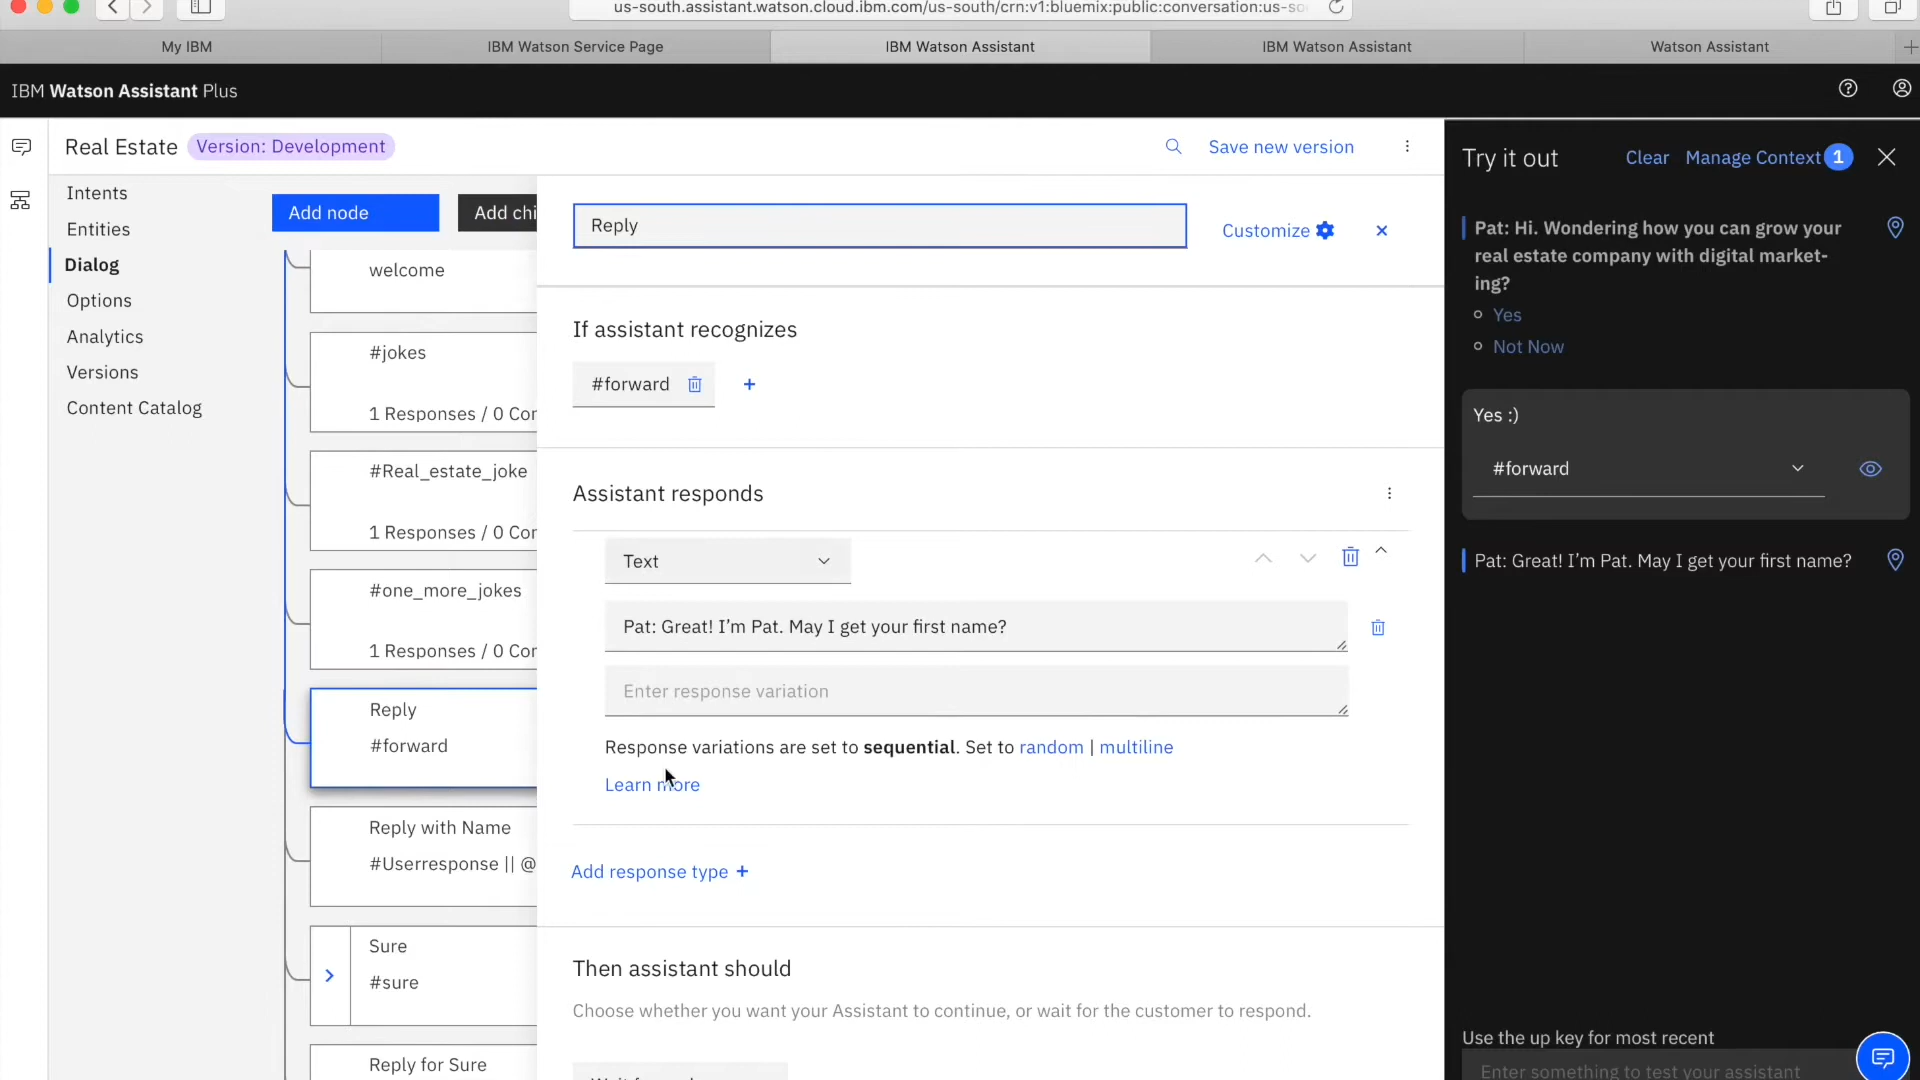 us-south.assistant.watson.cloud.ibm.com/us-south/crn:v1:bluemix:public:conversation:us-so
My IBM
IBM Watson Service Page
IBM Watson Assistant
IBM Watson Assistant
Watson Assistant
IBM Watson Assistant Plus
Real Estate
Version: Development
Save new version
Intents
Entities
Dialog
Options
Analytics
Versions
Content Catalog
Add node
Add chi
welcome
#jokes
1 Responses / 0 Con
#Real_estate_joke
1 Responses / 0 Con
#one_more_jokes
1 Responses / 0 Con
Reply
#forward
Reply with Name
#Userresponse || @
Sure
#sure
Reply for Sure
Reply
Customize
If assistant recognizes
#forward
Assistant responds
Text
Pat: Great! I’m Pat. May I get your first name?
Enter response variation
Response variations are set to sequential. Set to random | multiline
Learn more
Add response type +
Then assistant should
Choose whether you want your Assistant to continue, or wait for the customer to respond.
Try it out
Clear
Manage Context 1
Pat: Hi. Wondering how you can grow your
real estate company with digital market-
ing?
Yes
Not Now
Yes :)
#forward
Pat: Great! I’m Pat. May I get your first name?
Use the up key for most recent
Enter something to test your assistant